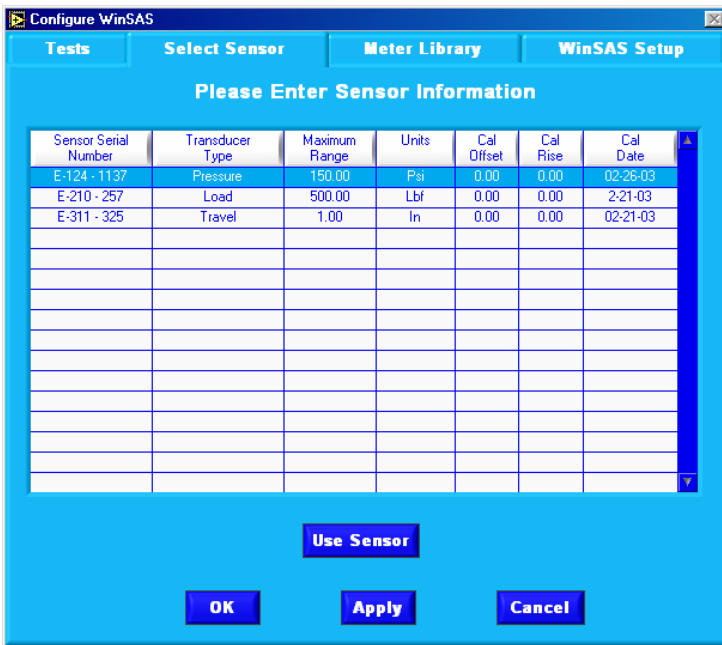 Configure WinSAS
Tests Select Sensor Meter Library WinSAS Setup
Please Enter Sensor Information
Sensor Serial Number Transducer Type Maximum Range Units Cal Offset Cal Rise Cal Date
E-124 - 1137 Pressure 150.00 Psi 0.00 0.00 02-26-03
E-210 - 257 Load 500.00 Lbf 0.00 0.00 2-21-03
E-311 - 325 Travel 1.00 In 0.00 0.00 02-21-03
Use Sensor
OK Apply Cancel